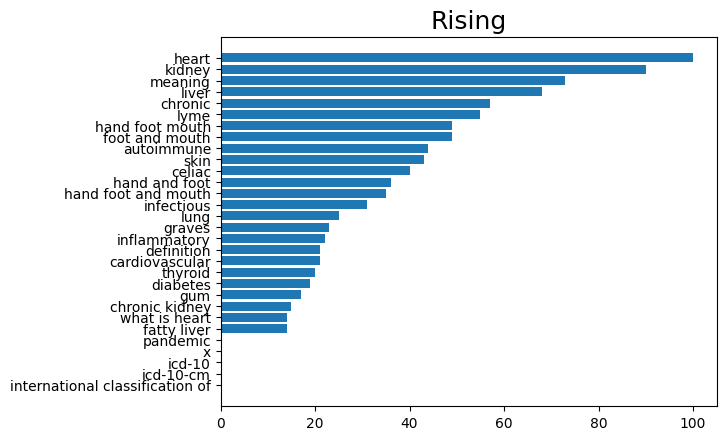 Rising
heart
kidney
meaning
liver
chronic
lyme
hand foot mouth
foot and mouth
autoimmune
skin
celiac
hand and foot
hand foot and mouth
infectious
lung
graves
inflammatory
definition
cardiovascular
thyroid
diabetes
gum
chronic kidney
what is heart
fatty liver
pandemic
x
icd-10
icd-10-cm
international classification of
0 20 40 60 80 100